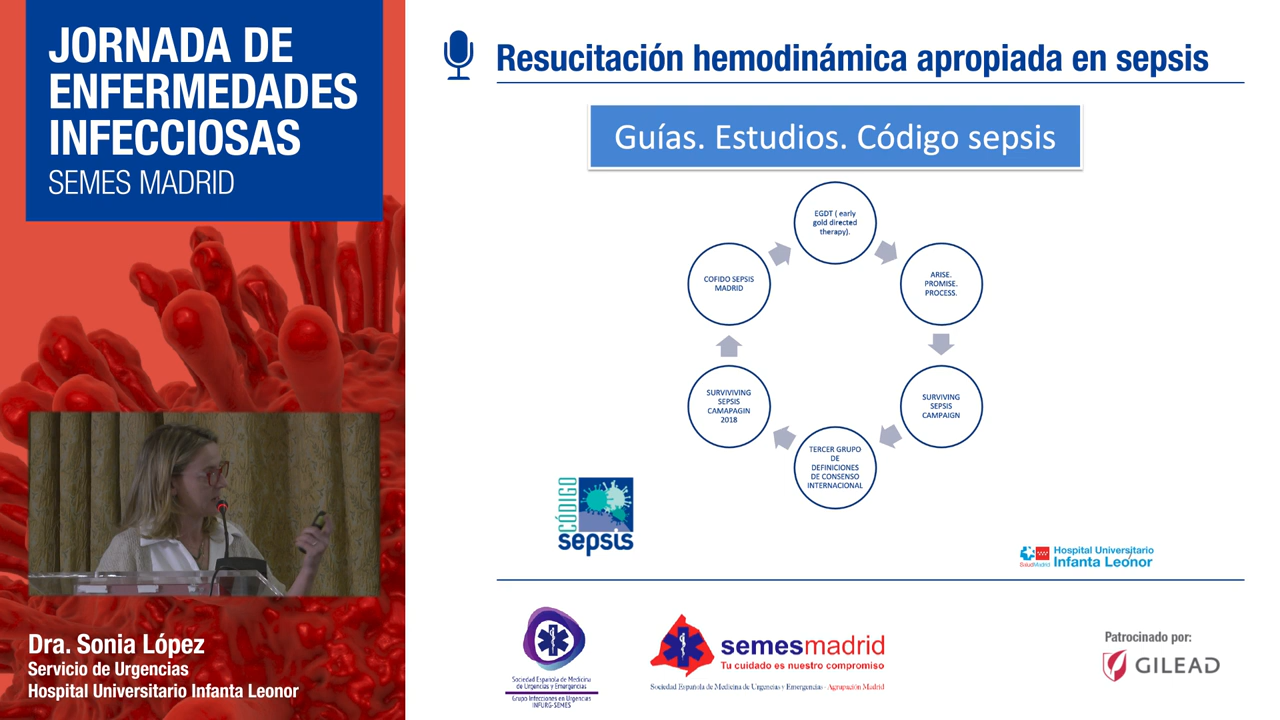 JORNADA DE
ENFERMEDADES
INFECCIOSAS
SEMES MADRID
Dra. Sonia López
Servicio de Urgencias
Hospital Universitario Infanta Leonor
Resucitación hemodinámica apropiada en sepsis
Guías. Estudios. Código sepsis
EGDT ( early
gold directed
therapy).
ARISE.
PROMISE.
PROCESS.
SURVIVING
SEPSIS
CAMPAIGN
TERCER GRUPO
DE
DEFINICIONES
DE CONSENSO
INTERNACIONAL
SURVIVIVING
SEPSIS
CAMAPAGIN
2018
COFIDO SEPSIS
MADRID
CÓDIGO
sepsis
SaludMadrid
Hospital Universitario
Infanta Leonor
Sociedad Española de Medicina
de Urgencias y Emergencias
Grupo Infecciones en Urgencias
INFURG-SEMES
semesmadrid
Tu cuidado es nuestro compromiso
Sociedad Española de Medicina de Urgencias y Emergencias - Agrupación Madrid
Patrocinado por:
GILEAD